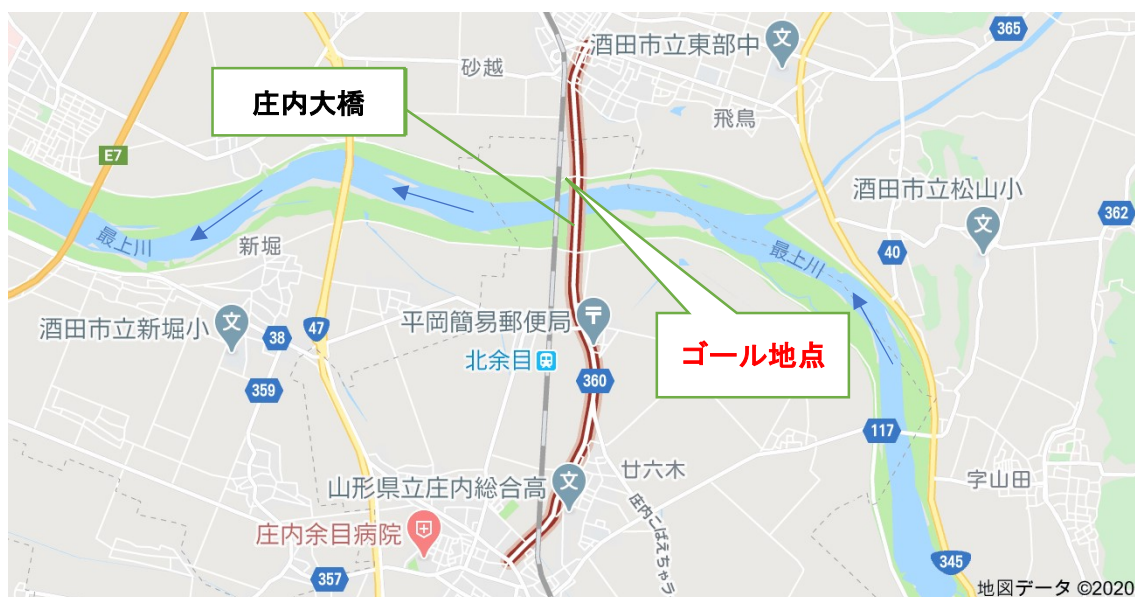 365
酒田市立東部中
砂越
庄内大橋
飛鳥
E7
酒田市立松山小
362
最上川
新堀
最上川
40
酒田市立新堀小
38
47
平岡簡易郵便局
ゴール地点
北余目
360
359
117
廿六木
字山田
山形県立庄内総合高
庄内こばえちゃラ
庄内余目病院
357
345
地図データ ©2020